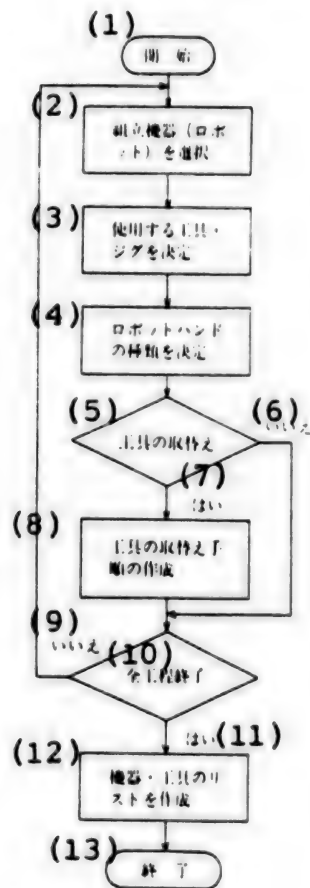 (1)
開始
(2)
組立機器(ロボ
ット)を選択
(3)
使用する工具・
ジグを決定
(4)
ロボットハンド
の種類を決定
(5)
工具の取替え
(6)
いいえ
(7)
はい
(8)
工具の取替え手
順の作成
(9)
いいえ
(10)
全工程終了
はい(11)
(12)
機器・工具のリ
ストを作成
(13)
終了